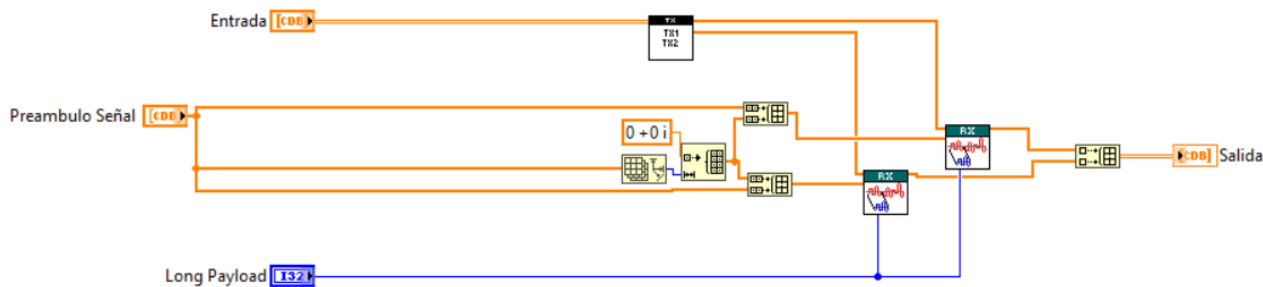 Entrada
[CDB]
TX
TX1
TX2
Preambulo Señal
[CDB]
0 +0 i
RX
[CDB]
Salida
RX
Long Payload
I32